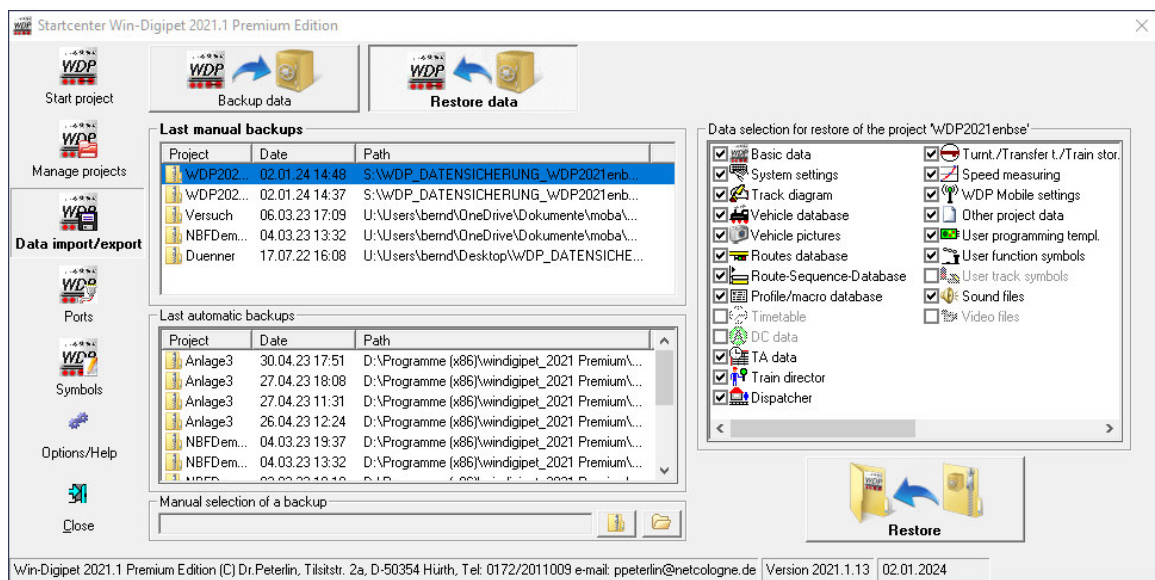 Startcenter Win-Digipet 2021.1 Premium Edition
WDP
Start project
WDP
Manage projects
WDP
Data import/export
WDP
Ports
WDP
Symbols
Options/Help
Close
WDP
Backup data
WDP
Restore data
Last manual backups
Project Date Path
WDP202... 02.01.24 14:48 S:\WDP_DATENSICHERUNG_WDP2021enb...
WDP202... 02.01.24 14:37 S:\WDP_DATENSICHERUNG_WDP2021enb...
Versuch 06.03.23 17:09 U:\Users\bernd\OneDrive\Dokumente\moba\...
NBFDem... 04.03.23 13:32 U:\Users\bernd\OneDrive\Dokumente\moba\...
Duenner 17.07.22 16:08 U:\Users\bernd\Desktop\WDP_DATENSICHE...
Last automatic backups
Project Date Path
Anlage3 30.04.23 17:51 D:\Programme (x86)\windigipet_2021 Premium\...
Anlage3 27.04.23 18:08 D:\Programme (x86)\windigipet_2021 Premium\...
Anlage3 27.04.23 11:31 D:\Programme (x86)\windigipet_2021 Premium\...
Anlage3 26.04.23 12:24 D:\Programme (x86)\windigipet_2021 Premium\...
NBFDem... 04.03.23 19:37 D:\Programme (x86)\windigipet_2021 Premium\...
NBFDem... 04.03.23 13:32 D:\Programme (x86)\windigipet_2021 Premium\...
Manual selection of a backup
Data selection for restore of the project 'WDP2021enbse'
Basic data
System settings
Track diagram
Vehicle database
Vehicle pictures
Routes database
Route-Sequence-Database
Profile/macro database
Timetable
DC data
TA data
Train director
Dispatcher
Turnt./Transfer t./Train stor.
Speed measuring
WDP Mobile settings
Other project data
User programming templ.
User function symbols
User track symbols
Sound files
Video files
WDP
Restore
Win-Digipet 2021.1 Premium Edition (C) Dr.Peterlin, Tilsitstr. 2a, D-50354 Hürth, Tel: 0172/2011009 e-mail: ppeterlin@netcologne.de Version 2021.1.13 02.01.2024